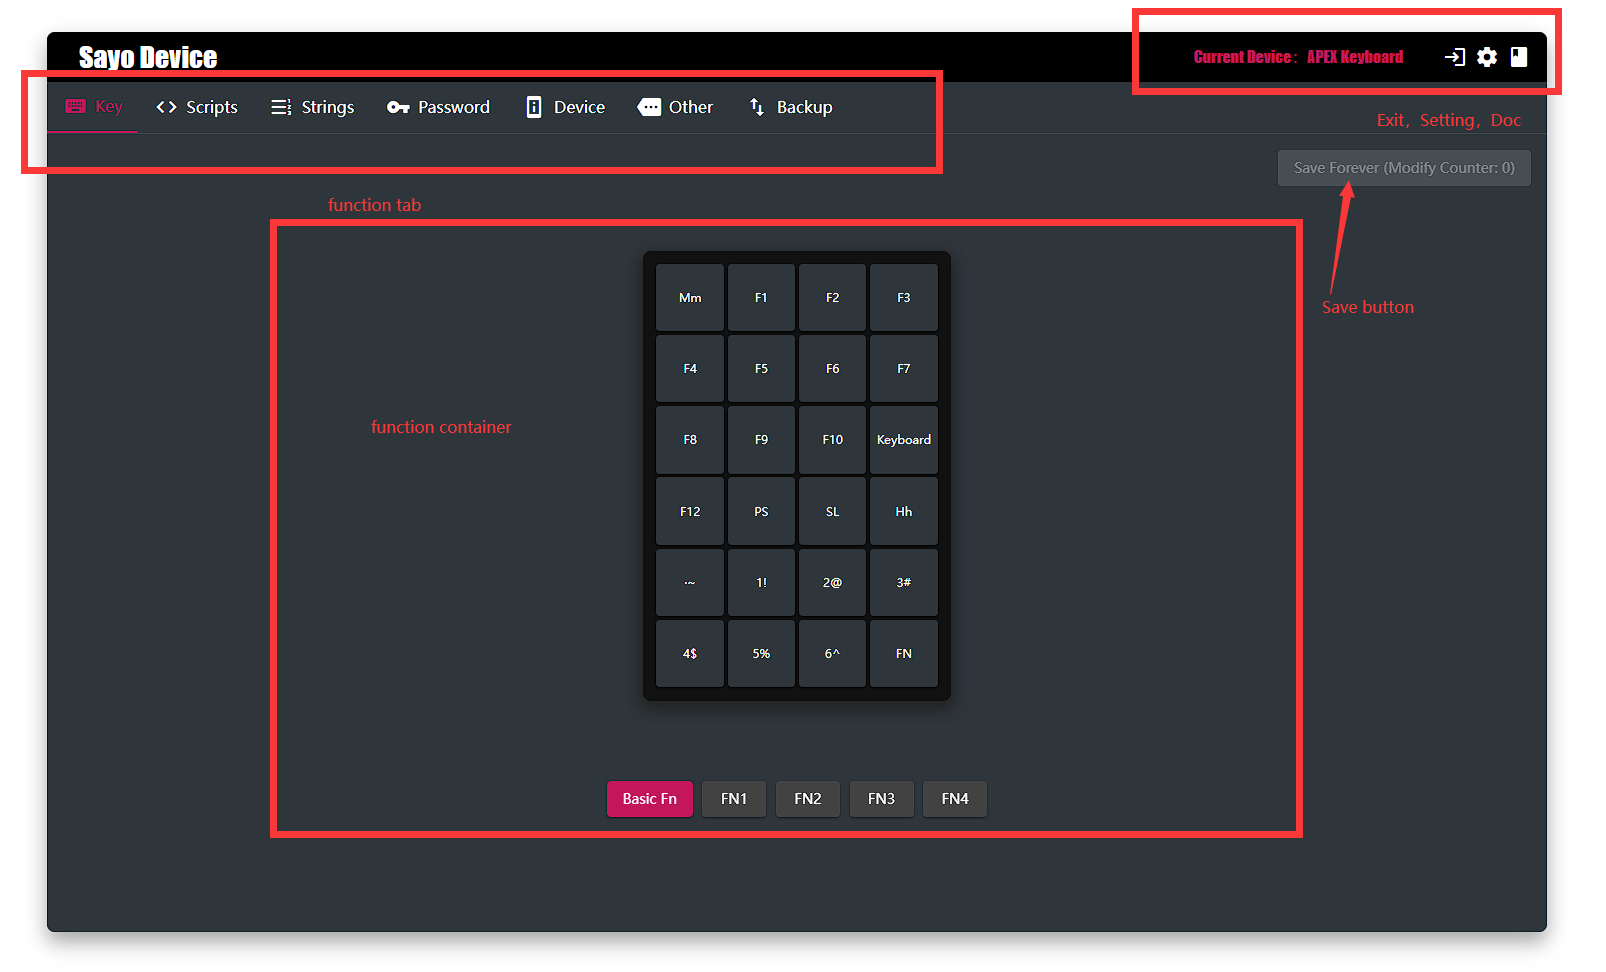 Sayo Device
Current Device： APEX Keyboard
Key Scripts Strings Password Device Other Backup
Exit，Setting，Doc
Save Forever (Modify Counter: 0)
function tab
Mm F1 F2 F3
Save button
F4 F5 F6 F7
function container
F8 F9 F10 Keyboard
F12 PS SL Hh
·~ 1! 2@ 3#
4$ 5% 6^ FN
Basic Fn FN1 FN2 FN3 FN4